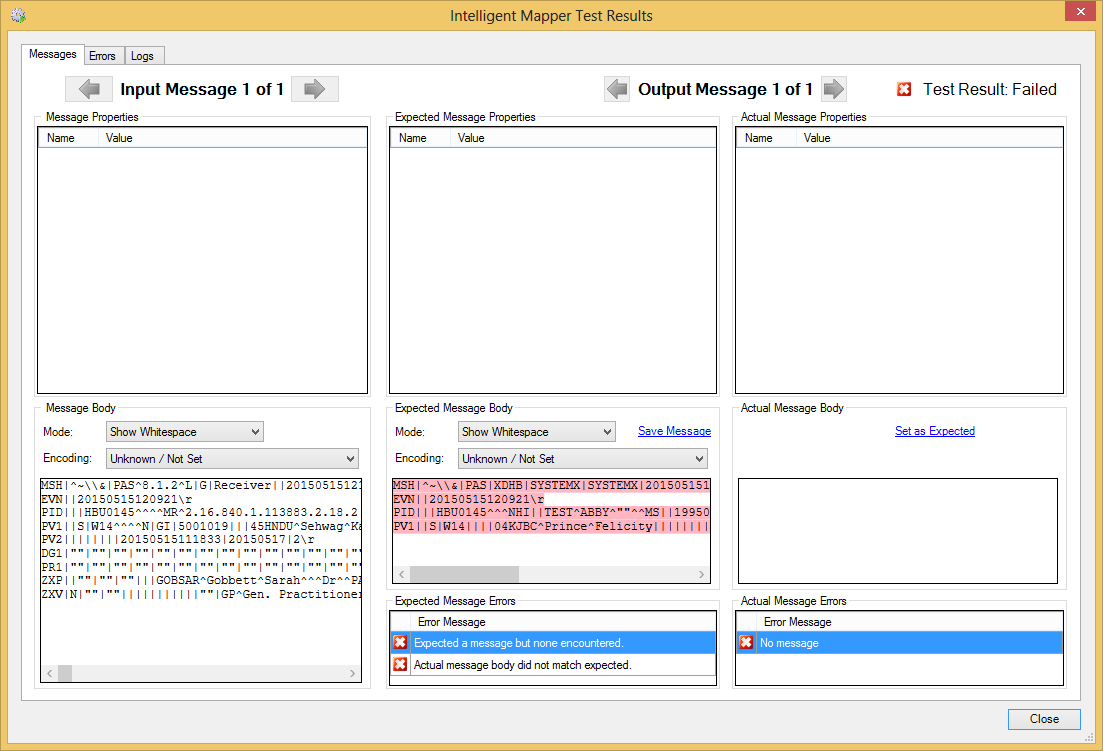 Intelligent Mapper Test Results
Messages Errors Logs
Input Message 1 of 1
Output Message 1 of 1
Test Result: Failed
Message Properties
Name Value
Expected Message Properties
Name Value
Actual Message Properties
Name Value
Message Body
Mode: Show Whitespace
Encoding: Unknown / Not Set
MSH|^~\\&|PAS^8.1.2^L|G|Receiver||2015051512
EVN||20150515120921\r
PID|||HBU0145^^^^MR^2.16.840.1.113883.2.18.2
PV1||S|W14^^^^N|GI|5001019|||45HNDU^Sehwag^Ka
PV2||||||||20150515111833|20150517|2\r
DG1|""|""|""|""|""|""|""|""|""|""|""|""|""|""|""|""
PR1|""|""|""|""|""|""|""|""|""|""|""|""|""|""|""|""
ZXP||""|""|""|||GOBSAR^Gobbett^Sarah^^^Dr^^PA
ZXV|N|""|""|||||||||||""|GP^Gen. Practitioner
Expected Message Body
Mode: Show Whitespace Save Message
Encoding: Unknown / Not Set
MSH|^~\\&|PAS|XDHB|SYSTEMX|SYSTEMX|201505151
EVN||20150515120921\r
PID|||HBU0145^^^NHI||TEST^ABBY^""^^MS||19950
PV1||S|W14||||04KJBC^Prince^Felicity||||||||
Expected Message Errors
Error Message
Expected a message but none encountered.
Actual message body did not match expected.
Actual Message Body
Set as Expected
Actual Message Errors
Error Message
No message
Close